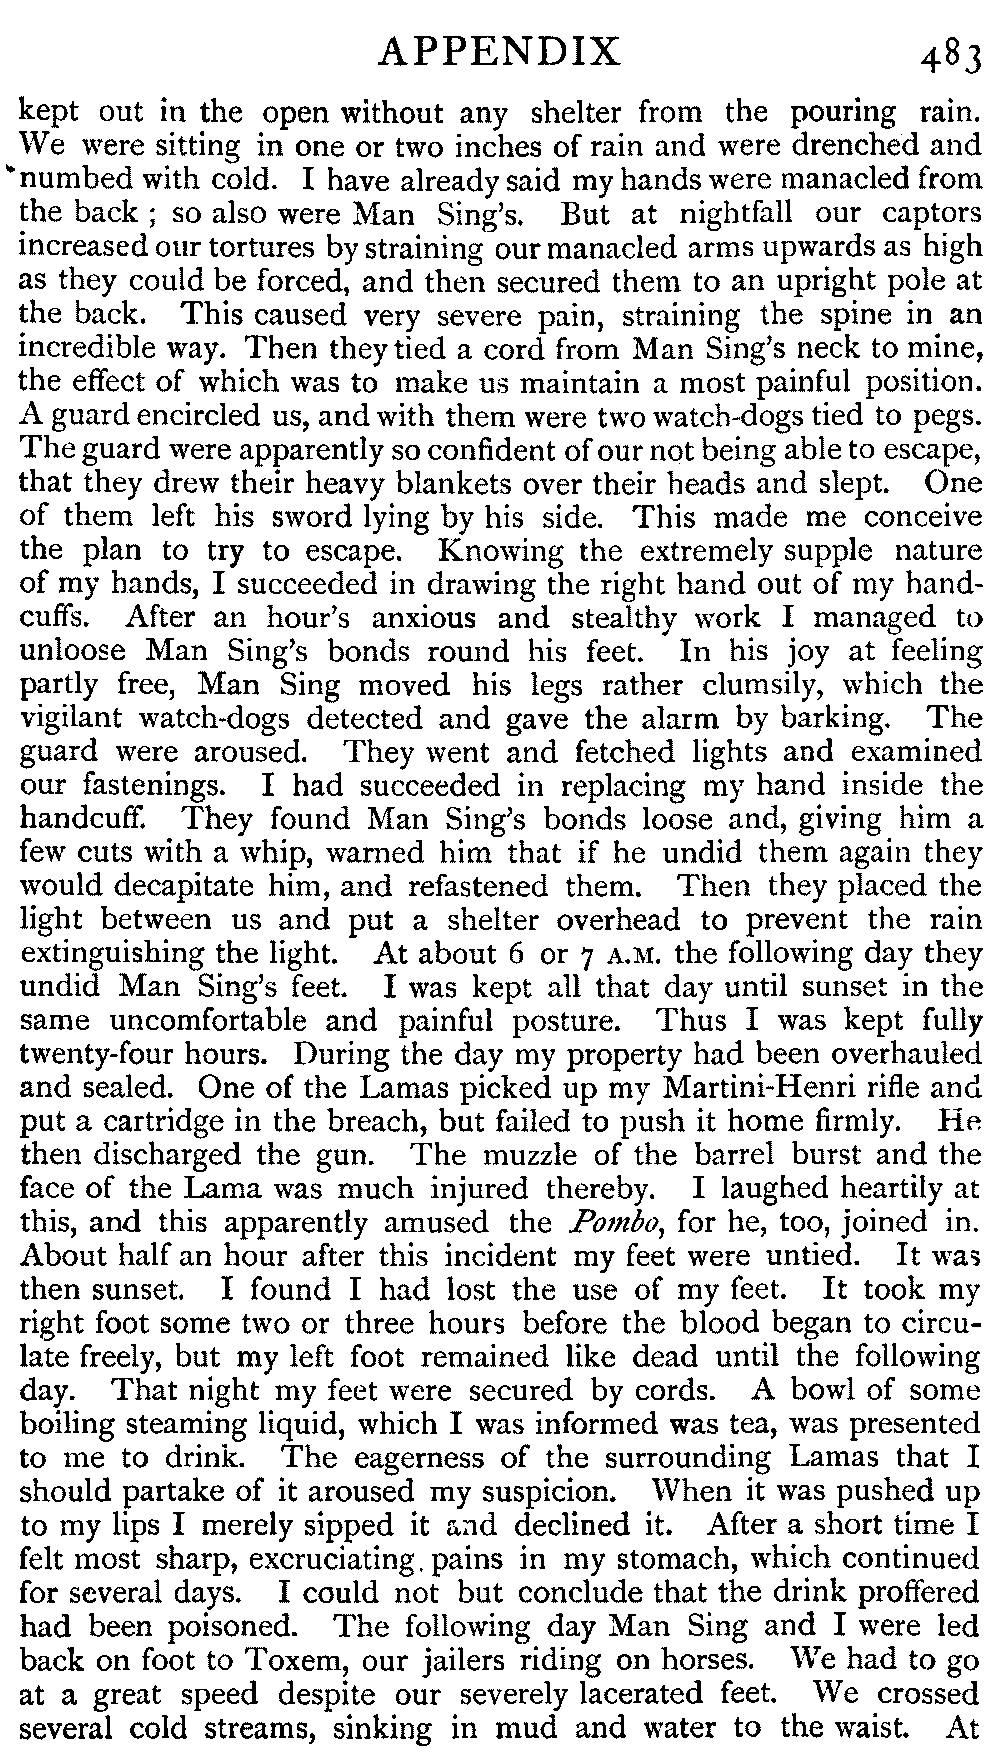 APPENDIX 483
kept out in the open without any shelter from the pouring rain.
We were sitting in one or two inches of rain and were drenched and
numbed with cold. I have already said my hands were manacled from
the back ; so also were Man Sing's. But at nightfall our captors
increased our tortures by straining our manacled arms upwards as high
as they could be forced, and then secured them to an upright pole at
the back. This caused very severe pain, straining the spine in an
incredible way. Then they tied a cord from Man Sing's neck to mine,
the effect of which was to make us maintain a most painful position.
A guard encircled us, and with them were two watch-dogs tied to pegs.
The guard were apparently so confident of our not being able to escape,
that they drew their heavy blankets over their heads and slept. One
of them left his sword lying by his side. This made me conceive
the plan to try to escape. Knowing the extremely supple nature
of my hands, I succeeded in drawing the right hand out of my hand-
cuffs. After an hour's anxious and stealthy work I managed to
unloose Man Sing's bonds round his feet. In his joy at feeling
partly free, Man Sing moved his legs rather clumsily, which the
vigilant watch-dogs detected and gave the alarm by barking. The
guard were aroused. They went and fetched lights and examined
our fastenings. I had succeeded in replacing my hand inside the
handcuff. They found Man Sing's bonds loose and, giving him a
few cuts with a whip, warned him that if he undid them again they
would decapitate him, and refastened them. Then they placed the
light between us and put a shelter overhead to prevent the rain
extinguishing the light. At about 6 or 7 A.M. the following day they
undid Man Sing's feet. I was kept all that day until sunset in the
same uncomfortable and painful posture. Thus I was kept fully
twenty-four hours. During the day my property had been overhauled
and sealed. One of the Lamas picked up my Martini-Henri rifle and
put a cartridge in the breach, but failed to push it home firmly. He
then discharged the gun. The muzzle of the barrel burst and the
face of the Lama was much injured thereby. I laughed heartily at
this, and this apparently amused the Pombo, for he, too, joined in.
About half an hour after this incident my feet were untied. It was
then sunset. I found I had lost the use of my feet. It took my
right foot some two or three hours before the blood began to circu-
late freely, but my left foot remained like dead until the following
day. That night my feet were secured by cords. A bowl of some
boiling steaming liquid, which I was informed was tea, was presented
to me to drink. The eagerness of the surrounding Lamas that I
should partake of it aroused my suspicion. When it was pushed up
to my lips I merely sipped it and declined it. After a short time I
felt most sharp, excruciating pains in my stomach, which continued
for several days. I could not but conclude that the drink proffered
had been poisoned. The following day Man Sing and I were led
back on foot to Toxem, our jailers riding on horses. We had to go
at a great speed despite our severely lacerated feet. We crossed
several cold streams, sinking in mud and water to the waist. At